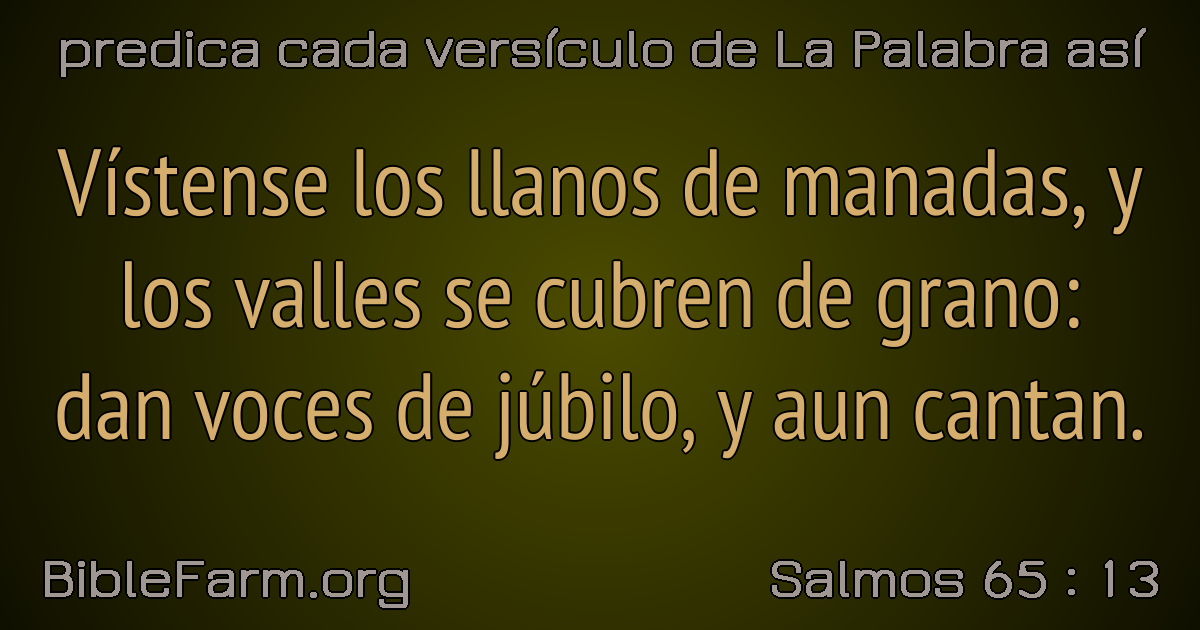 predica cada versículo de La Palabra así
Vístense los llanos de manadas, y
los valles se cubren de grano:
dan voces de júbilo, y aun cantan.
BibleFarm.org
Salmos 65 : 13